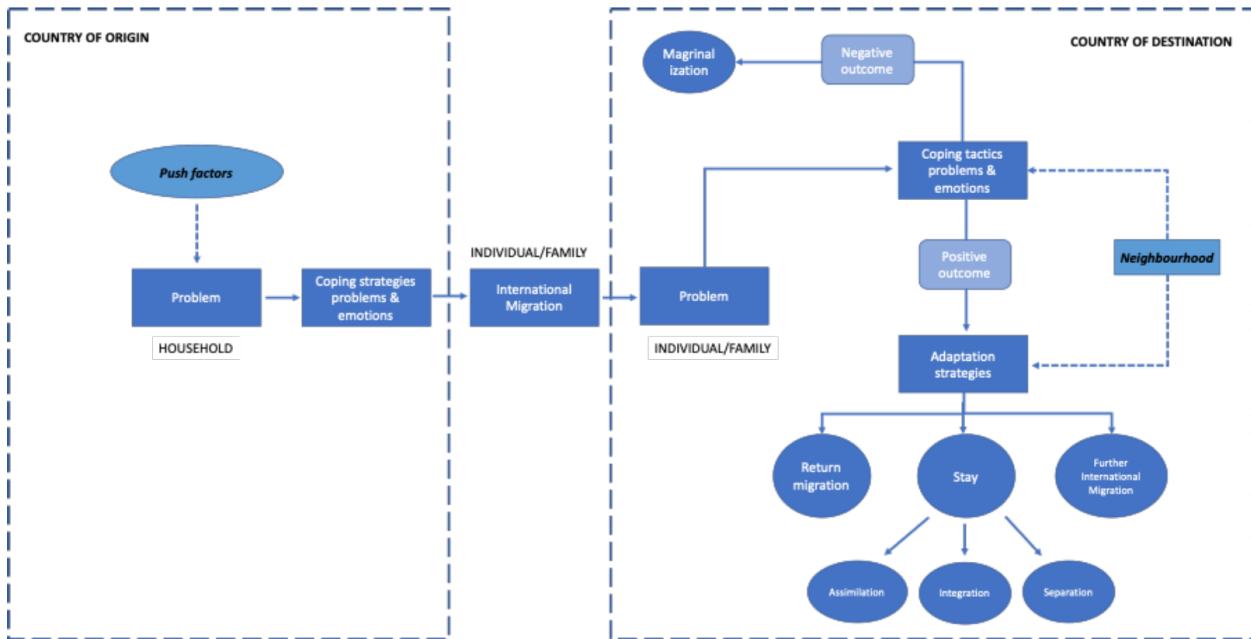 COUNTRY OF ORIGIN
COUNTRY OF DESTINATION
Magrinal
ization
Negative
outcome
Push factors
Coping tactics
problems &
emotions
Neighbourhood
Positive
outcome
INDIVIDUAL/FAMILY
Problem
Coping strategies
problems &
emotions
International
Migration
Problem
HOUSEHOLD
INDIVIDUAL/FAMILY
Adaptation
strategies
Return
migration
Stay
Further
International
Migration
Assimilation
Integration
Separation